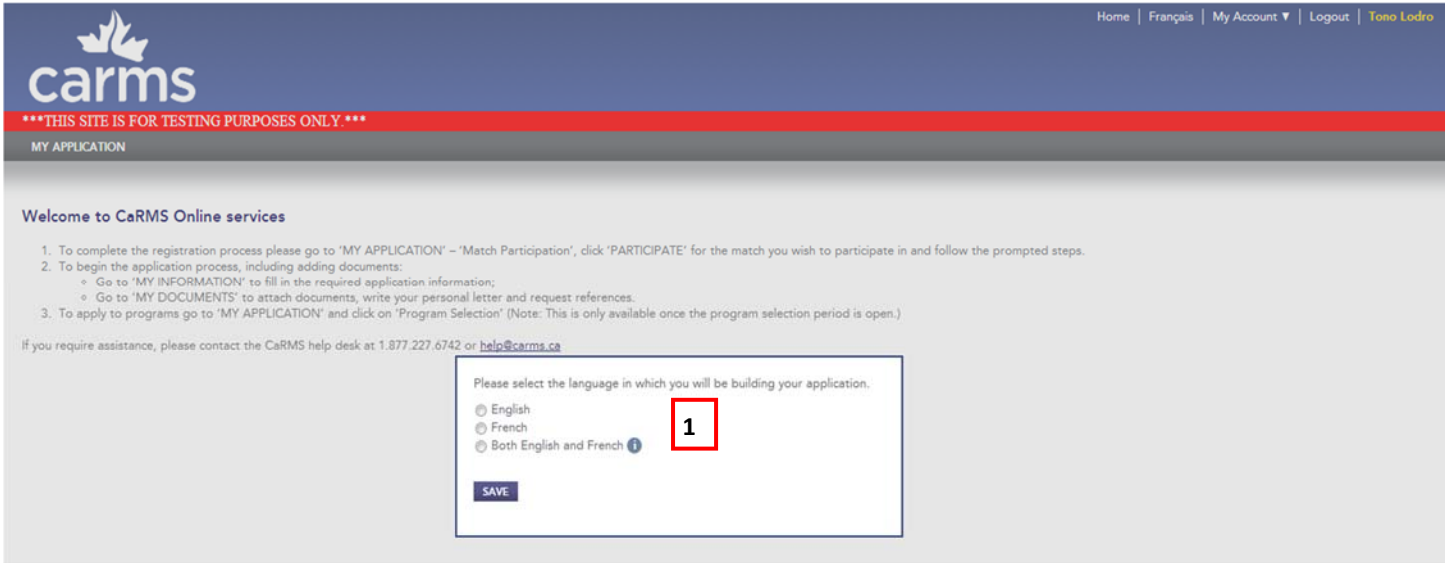 Home | Français | My Account ▼ | Logout | Tono Lodro
carms
***THIS SITE IS FOR TESTING PURPOSES ONLY.***
MY APPLICATION
Welcome to CaRMS Online services
1. To complete the registration process please go to 'MY APPLICATION' – 'Match Participation', click 'PARTICIPATE' for the match you wish to participate in and follow the prompted steps.
2. To begin the application process, including adding documents:
Go to 'MY INFORMATION' to fill in the required application information;
Go to 'MY DOCUMENTS' to attach documents, write your personal letter and request references.
3. To apply to programs go to 'MY APPLICATION' and click on 'Program Selection' (Note: This is only available once the program selection period is open.)
If you require assistance, please contact the CaRMS help desk at 1.877.227.6742 or help@carms.ca
Please select the language in which you will be building your application.
English
French
Both English and French i
1
SAVE